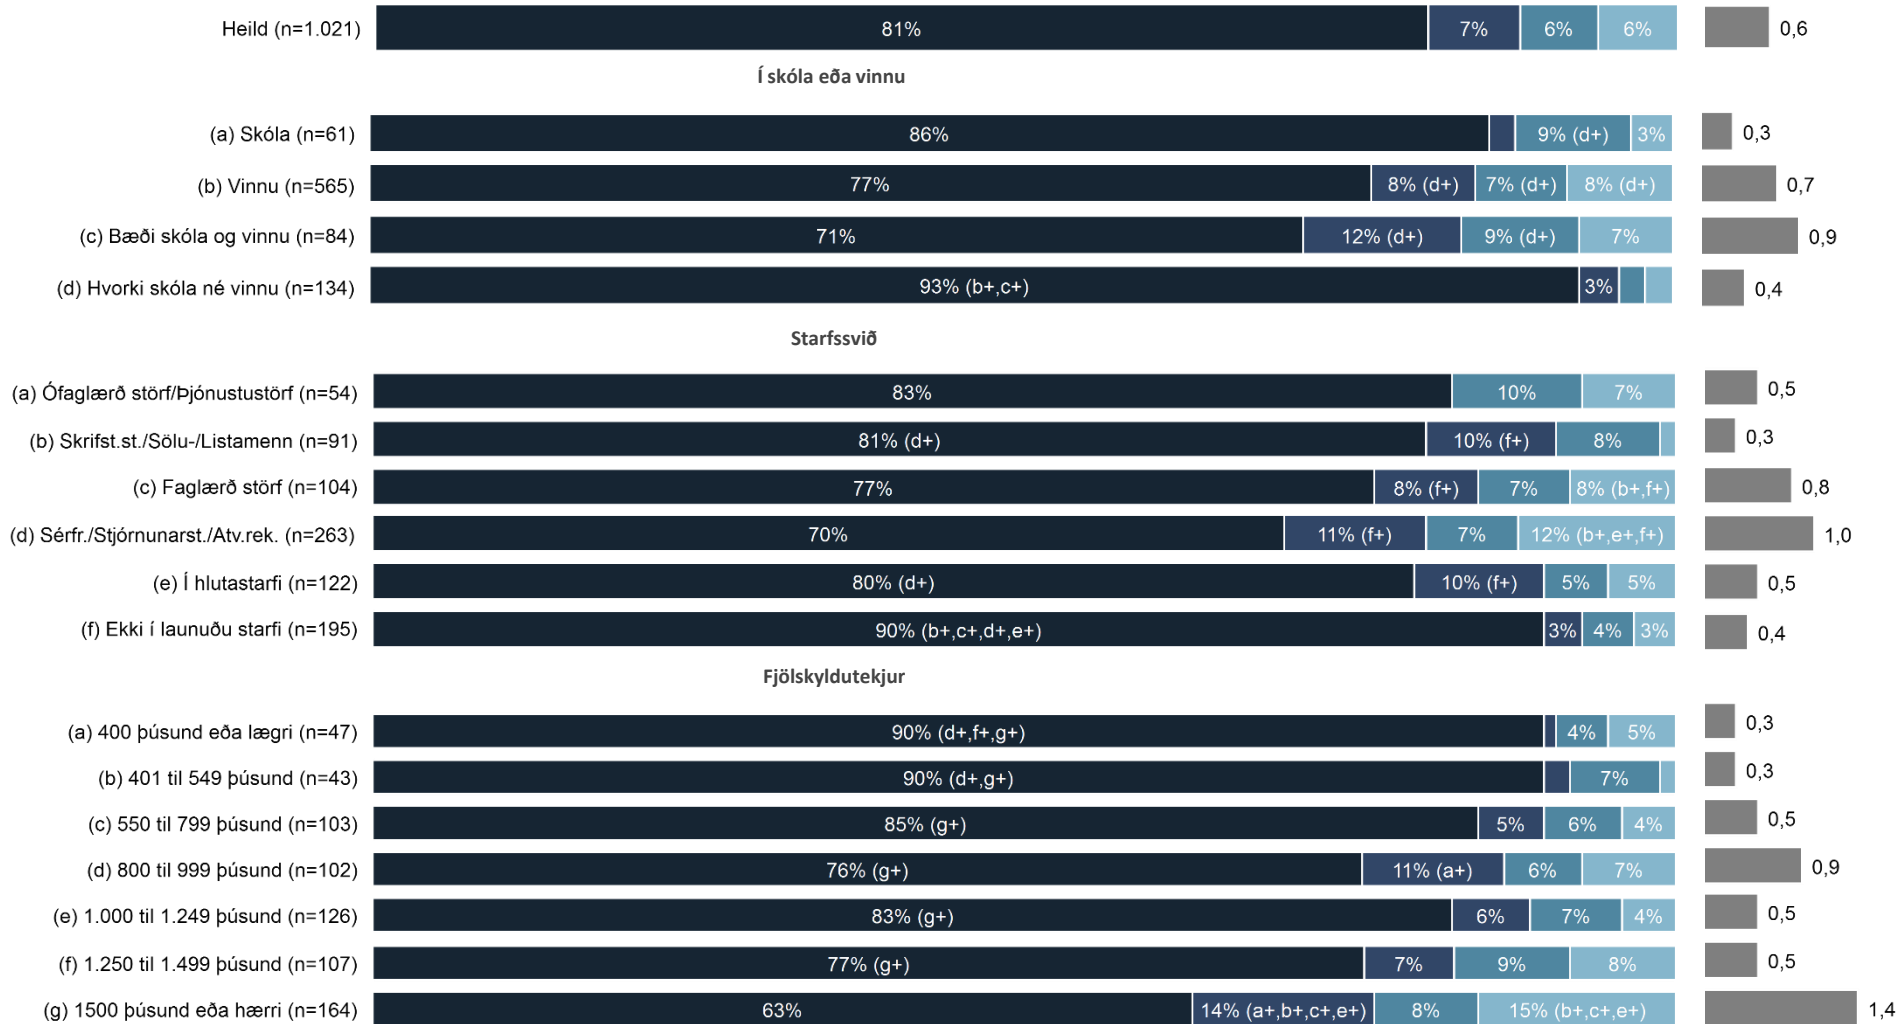 Heild (n=1.021) 81% 7% 6% 6% 0,6
Í skóla eða vinnu
(a) Skóla (n=61) 86% 9% (d+) 3% 0,3
(b) Vinnu (n=565) 77% 8% (d+) 7% (d+) 8% (d+) 0,7
(c) Bæði skóla og vinnu (n=84) 71% 12% (d+) 9% (d+) 7% 0,9
(d) Hvorki skóla né vinnu (n=134) 93% (b+,c+) 3% 0,4
Starfssvið
(a) Ófaglærð störf/Þjónustustörf (n=54) 83% 10% 7% 0,5
(b) Skrifst.st./Sölu-/Listamenn (n=91) 81% (d+) 10% (f+) 8% 0,3
(c) Faglærð störf (n=104) 77% 8% (f+) 7% 8% (b+,f+) 0,8
(d) Sérfr./Stjórnunarst./Atv.rek. (n=263) 70% 11% (f+) 7% 12% (b+,e+,f+) 1,0
(e) Í hlutastarfi (n=122) 80% (d+) 10% (f+) 5% 5% 0,5
(f) Ekki í launuðu starfi (n=195) 90% (b+,c+,d+,e+) 3% 4% 3% 0,4
Fjölskyldutekjur
(a) 400 þúsund eða lægri (n=47) 90% (d+,f+,g+) 4% 5% 0,3
(b) 401 til 549 þúsund (n=43) 90% (d+,g+) 7% 0,3
(c) 550 til 799 þúsund (n=103) 85% (g+) 5% 6% 4% 0,5
(d) 800 til 999 þúsund (n=102) 76% (g+) 11% (a+) 6% 7% 0,9
(e) 1.000 til 1.249 þúsund (n=126) 83% (g+) 6% 7% 4% 0,5
(f) 1.250 til 1.499 þúsund (n=107) 77% (g+) 7% 9% 8% 0,5
(g) 1500 þúsund eða hærri (n=164) 63% 14% (a+,b+,c+,e+) 8% 15% (b+,c+,e+) 1,4